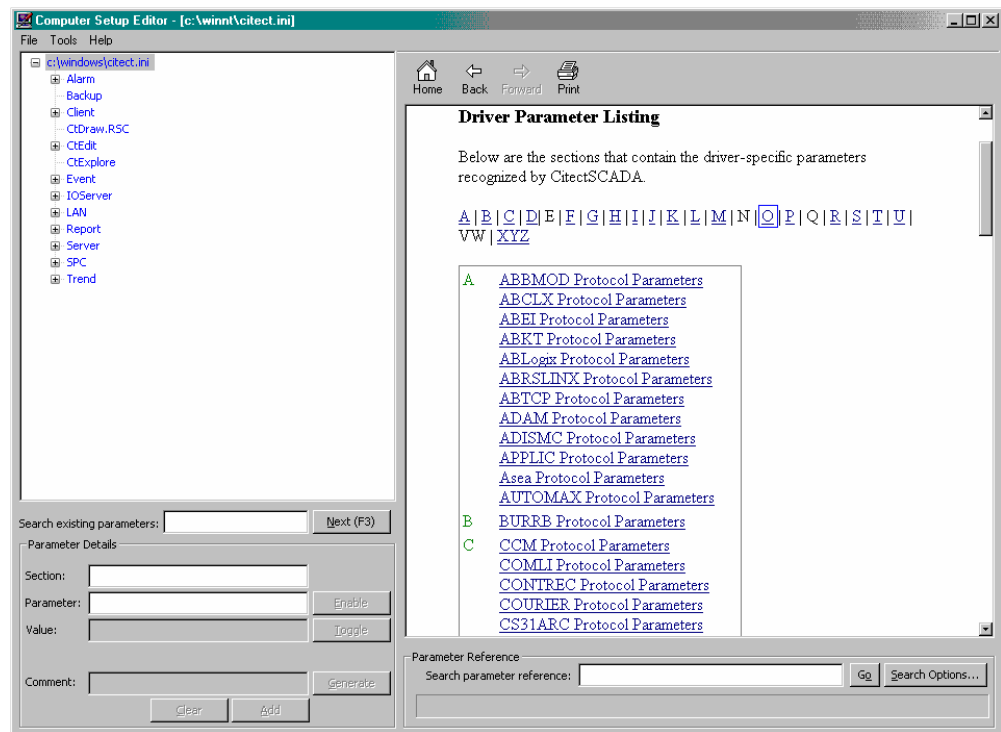 Computer Setup Editor - [c:\winnt\citect.ini]
File Tools Help
c:\windows\citect.ini
Alarm
Backup
Client
CtDraw.RSC
CtEdit
CtExplore
Event
IOServer
LAN
Report
Server
SPC
Trend
Search existing parameters: Next (F3)
Parameter Details
Section:
Parameter: Enable
Value: Toggle
Comment: Generate
Clear Add
Home Back Forward Print
Driver Parameter Listing
Below are the sections that contain the driver-specific parameters
recognized by CitectSCADA.
A | B | C | D| E | F | G | H | I | J | K | L | M | N | O | P | Q | R | S | T | U |
VW | XYZ
A ABBMOD Protocol Parameters
ABCLX Protocol Parameters
ABEI Protocol Parameters
ABKT Protocol Parameters
ABLogix Protocol Parameters
ABRSLINX Protocol Parameters
ABTCP Protocol Parameters
ADAM Protocol Parameters
ADISMC Protocol Parameters
APPLIC Protocol Parameters
Asea Protocol Parameters
AUTOMAX Protocol Parameters
B BURRB Protocol Parameters
C CCM Protocol Parameters
COMLI Protocol Parameters
CONTREC Protocol Parameters
COURIER Protocol Parameters
CS31ARC Protocol Parameters
Parameter Reference
Search parameter reference: Go Search Options...